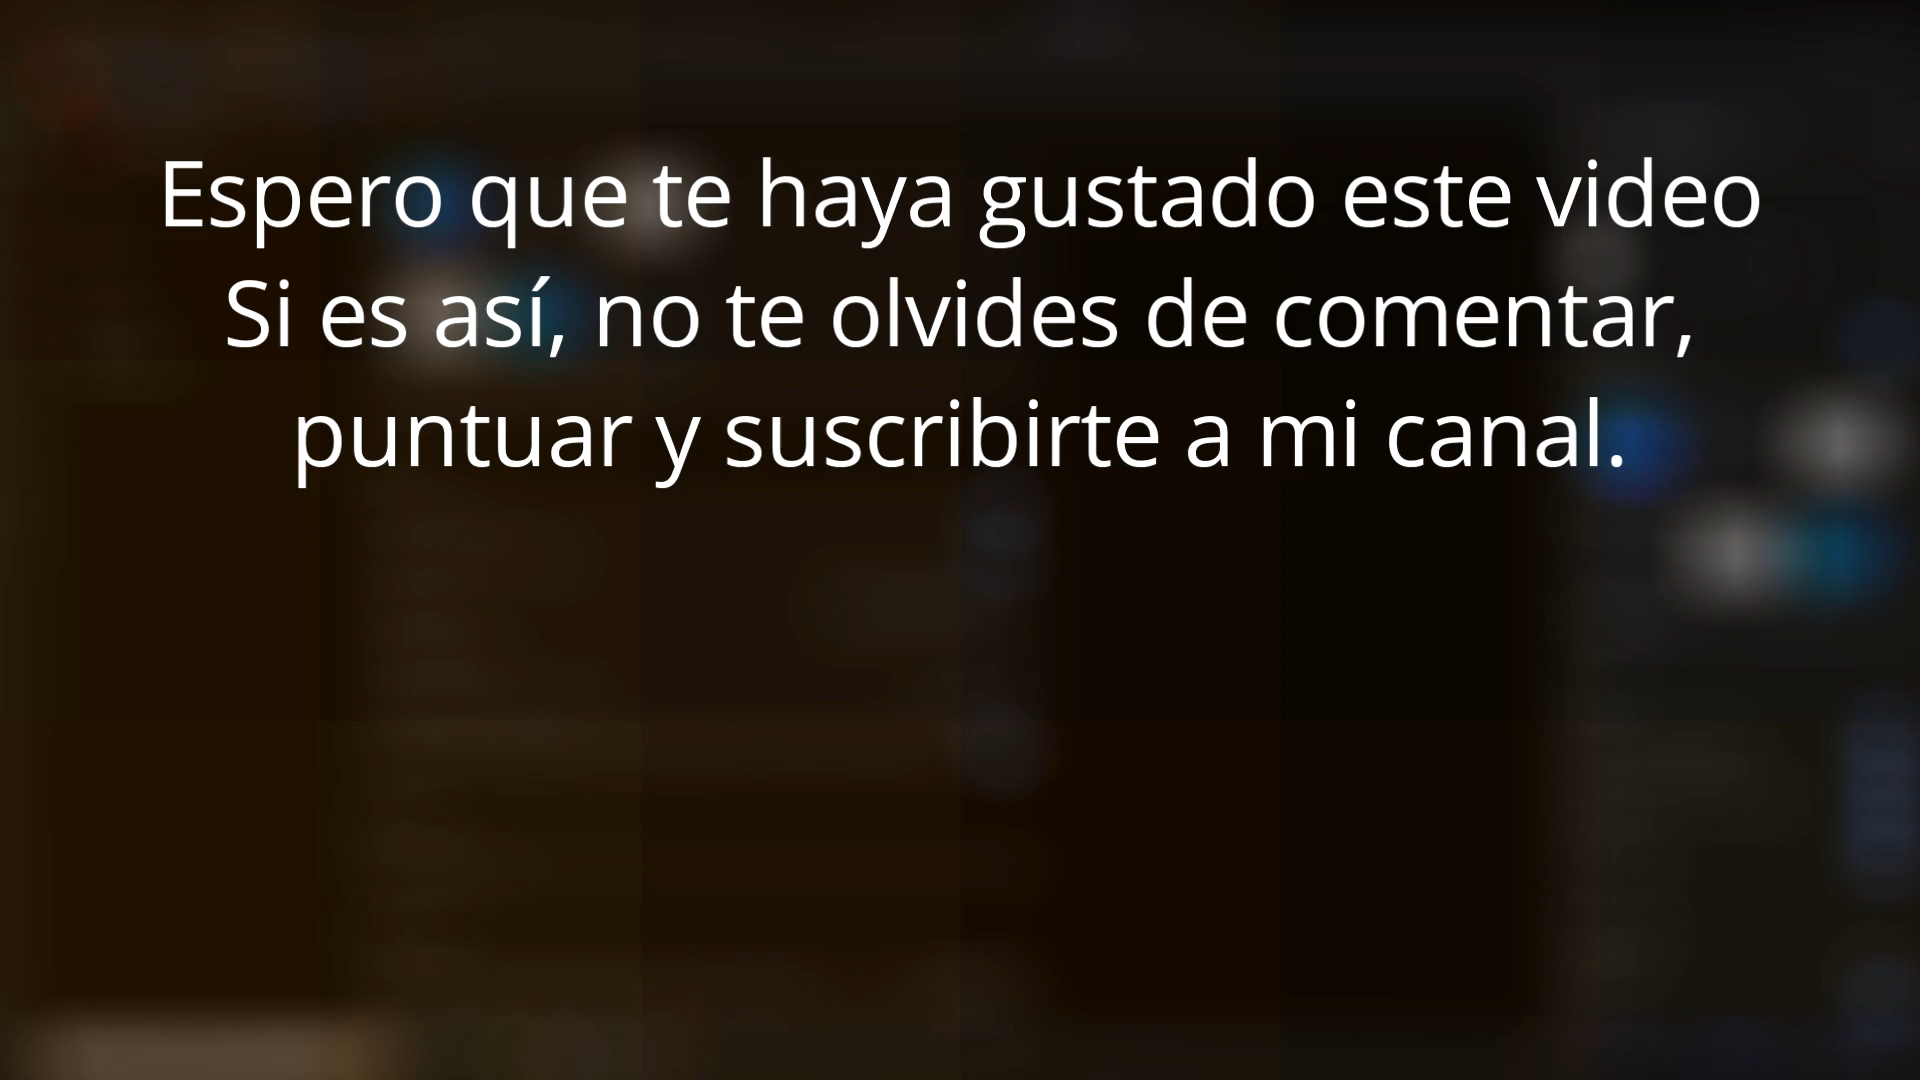 Espero que te haya gustado este video
Si es así, no te olvides de comentar,
puntuar y suscribirte a mi canal.